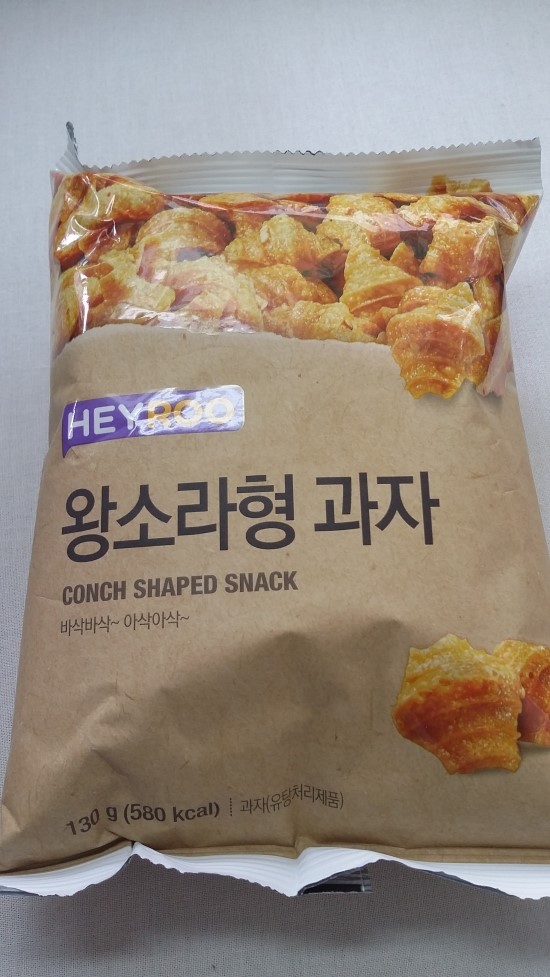 HEYROO
왕소라형 과자
CONCH SHAPED SNACK
바삭바삭~ 아삭아삭~
130 g (580 kcal) 과자(유탕처리제품)